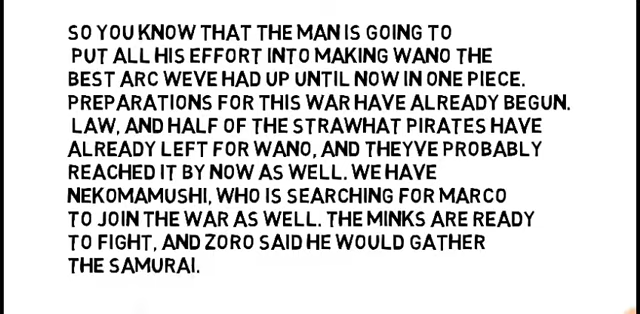 SO YOU KNOW THAT THE MAN IS GOING TO
PUT ALL HIS EFFORT INTO MAKING WANO THE
BEST ARC WEVE HAD UP UNTIL NOW IN ONE PIECE.
PREPARATIONS FOR THIS WAR HAVE ALREADY BEGUN.
LAW, AND HALF OF THE STRAWHAT PIRATES HAVE
ALREADY LEFT FOR WANO, AND THEYVE PROBABLY
REACHED IT BY NOW AS WELL. WE HAVE
NEKOMAMUSHI, WHO IS SEARCHING FOR MARCO
TO JOIN THE WAR AS WELL. THE MINKS ARE READY
TO FIGHT, AND ZORO SAID HE WOULD GATHER
THE SAMURAI.